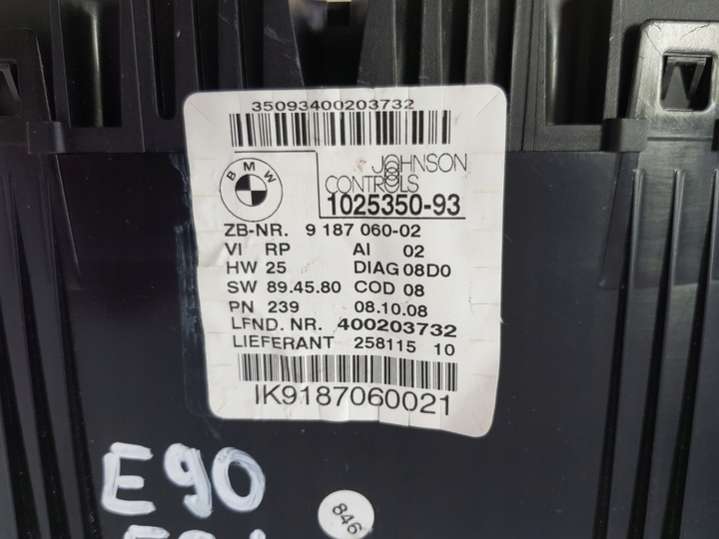 35093400203732
BMW
JOHNSON
CONTROLS
1025350-93
ZB-NR. 9 187 060-02
VI RP AI 02
HW 25 DIAG 08D0
SW 89.45.80 COD 08
PN 239 08.10.08
LFND. NR. 400203732
LIEFERANT 258115 10
IK9187060021
E90
846